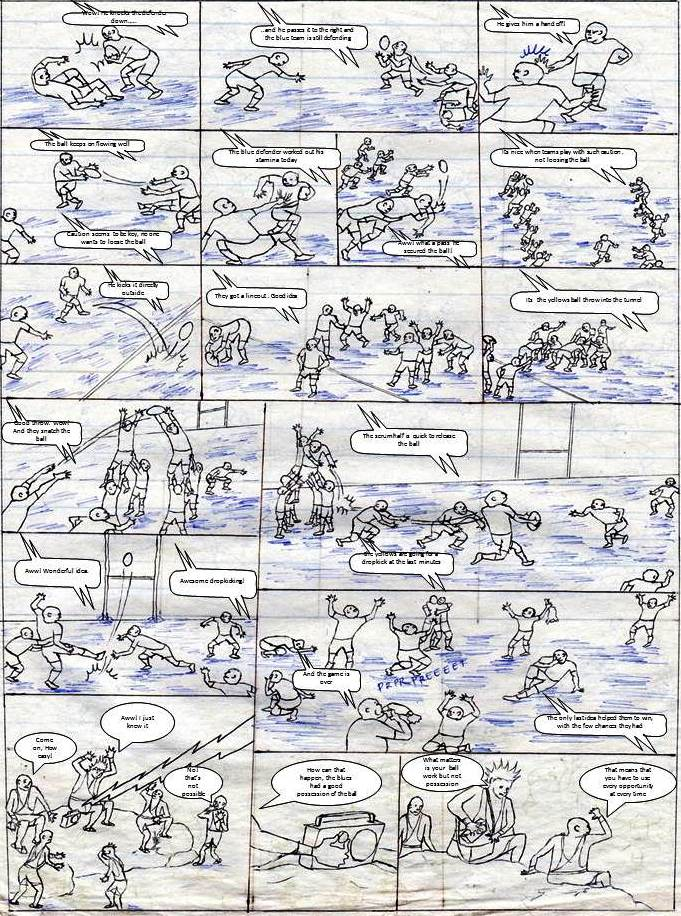 Wow! He knocks the defender
down.....
..and he passes it to the right and
the blue team is still defending
He gives him a hand off!
The ball keeps on flowing well
Caution seems to be key, no one
wants to loose the ball
The blue defender worked out his
stamina today
Aww! what a pass he
secured the ball!
Its nice when teams play with such caution,
not loosing the ball
He kicks it directly
outside
They got a lineout. Good idea
Its the yellows ball throw into the tunnel
Good throw. Wow!
And they snatch the
ball
The scrumhalf is quick to release
the ball
The yellows are going for a
dropkick at the last minutes
Aww! Wonderful idea.
Awesome dropkicking!
PRPR PREEEET
And the game is
over
The only last idea helped them to win,
with the few chances they had
Come
on, How
easy!
Aww! I just
knew it
No!
that's
not
possible
How can that
happen, the blues
had a good
possession of the ball
What matters
is your ball
work but not
possession
That means that
you have to use
every opportunity
at every time